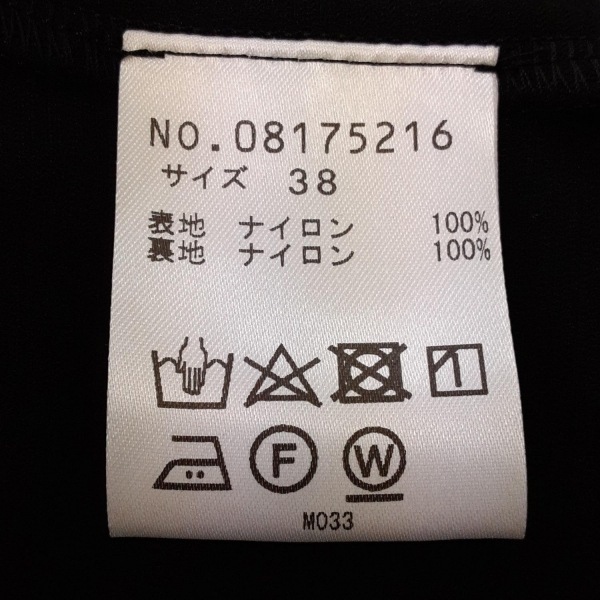 NO.08175216
サイズ 38
表地 ナイロン 100%
裏地 ナイロン 100%
F W
M033